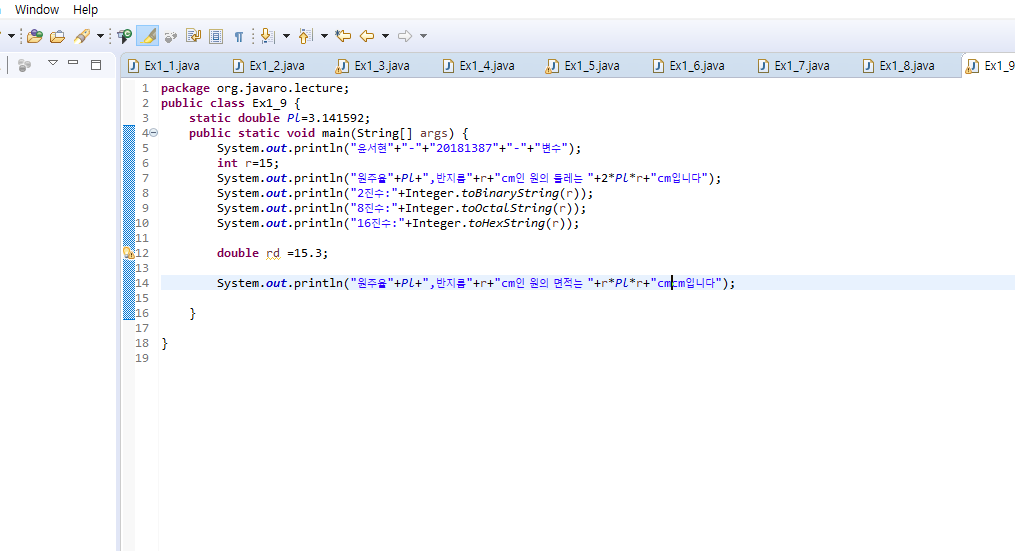 Window Help
Ex1_1.java Ex1_2.java Ex1_3.java Ex1_4.java Ex1_5.java Ex1_6.java Ex1_7.java Ex1_8.java Ex1_9
1 package org.javaro.lecture;
2 public class Ex1_9 {
3 static double Pl=3.141592;
4 public static void main(String[] args) {
5 System.out.println("윤서현"+"-"+"20181387"+"-"+"변수");
6 int r=15;
7 System.out.println("원주율"+Pl+",반지름"+r+"cm인 원의 둘레는 "+2*Pl*r+"cm입니다");
8 System.out.println("2진수:"+Integer.toBinaryString(r));
9 System.out.println("8진수:"+Integer.toOctalString(r));
10 System.out.println("16진수:"+Integer.toHexString(r));
11
12 double rd =15.3;
13
14 System.out.println("원주율"+Pl+",반지름"+r+"cm인 원의 면적는 "+r*Pl*r+"cmcm입니다");
15
16 }
17
18 }
19